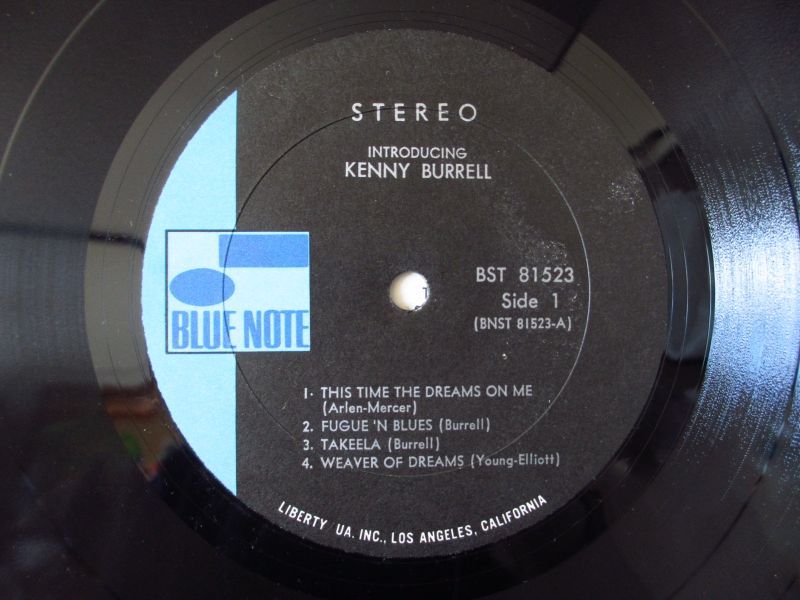 STEREO
INTRODUCING
KENNY BURRELL
BST 81523
Side 1
(BNST 81523-A)
BLUE NOTE
1. THIS TIME THE DREAMS ON ME
(Arlen-Mercer)
2. FUGUE 'N BLUES (Burrell)
3. TAKEELA (Burrell)
4. WEAVER OF DREAMS (Young-Elliott)
LIBERTY UA. INC., LOS ANGELES, CALIFORNIA